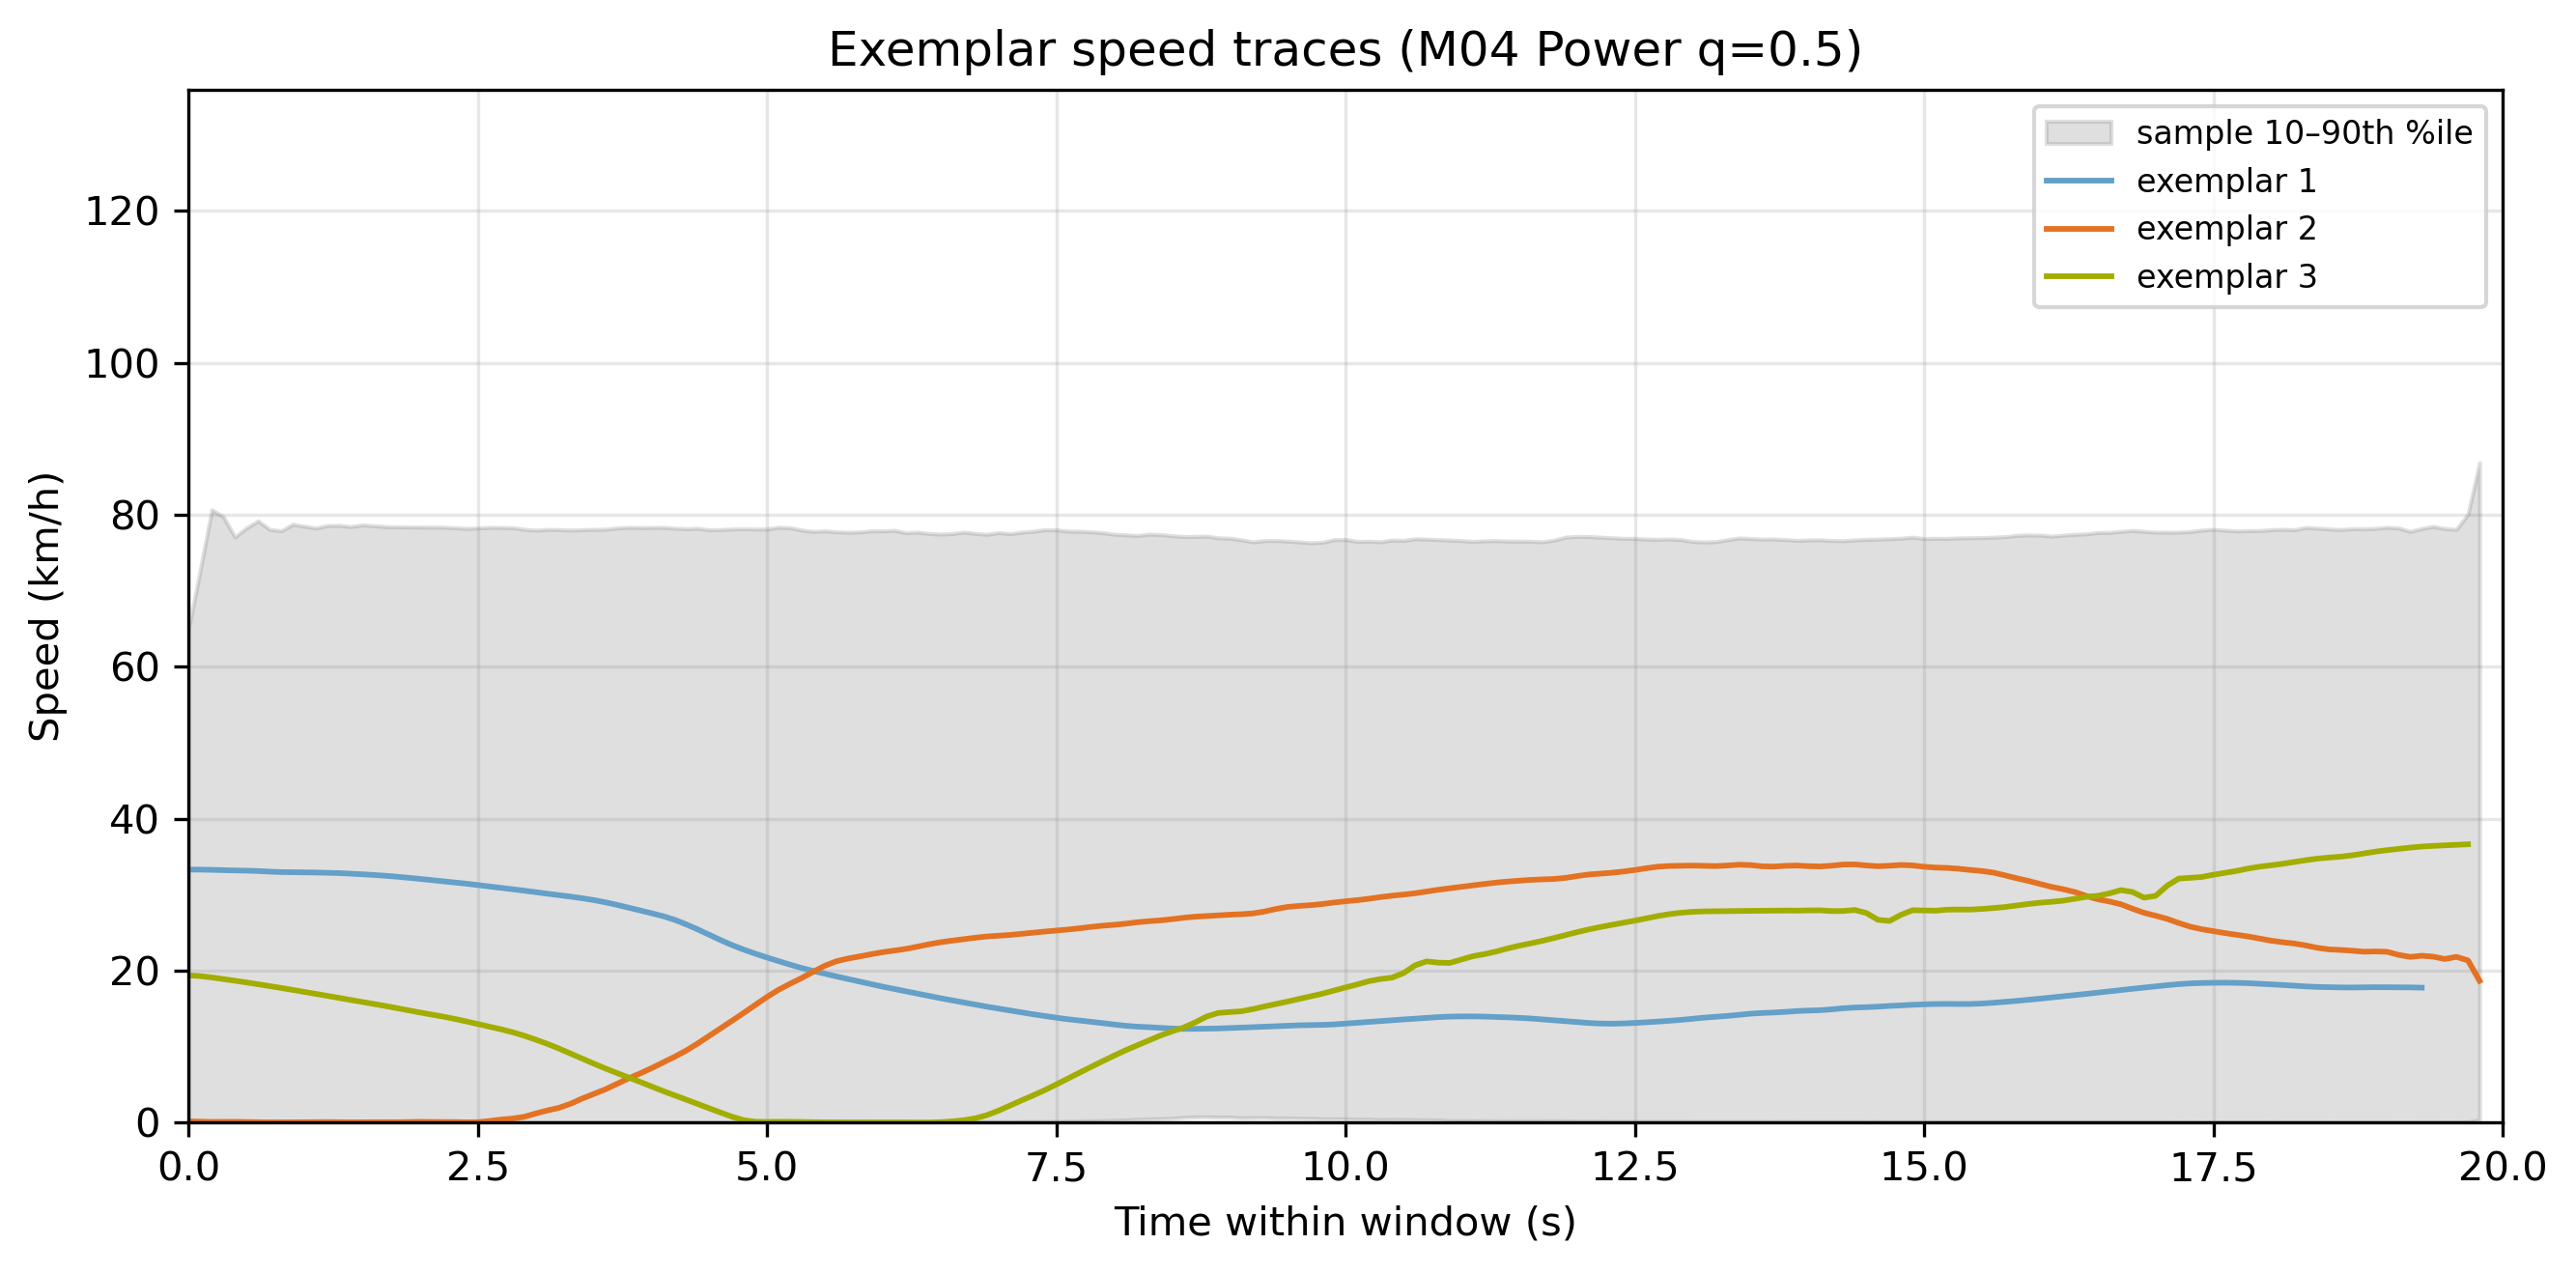 Exemplar speed traces (M04 Power q=0.5)
sample 10–90th %ile
exemplar 1
exemplar 2
exemplar 3
Speed (km/h)
120
100
80
60
40
20
0
0.0 2.5 5.0 7.5 10.0 12.5 15.0 17.5 20.0
Time within window (s)